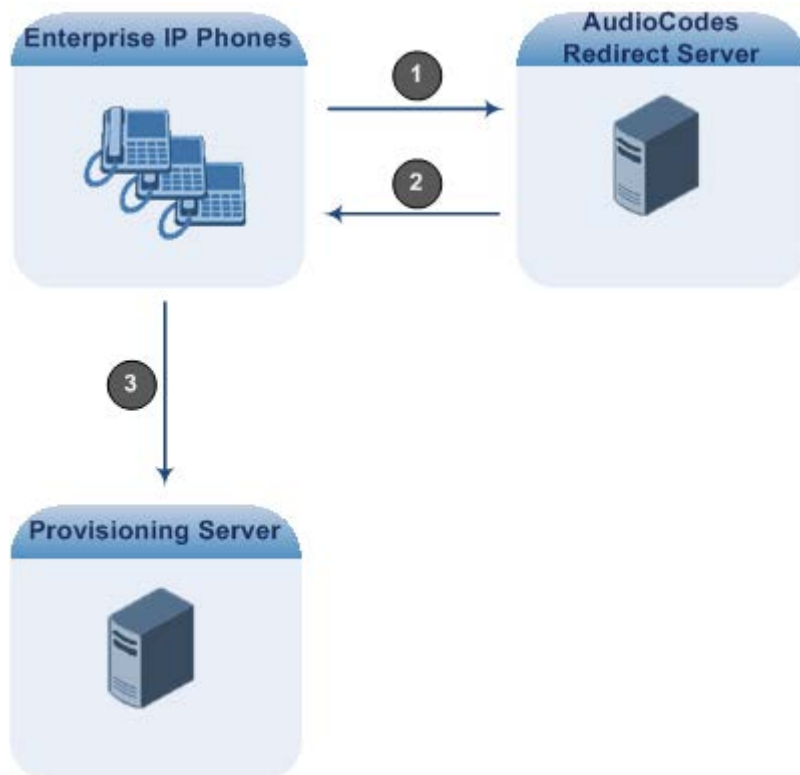 Enterprise IP Phones
AudioCodes
Redirect Server
1
2
3
Provisioning Server